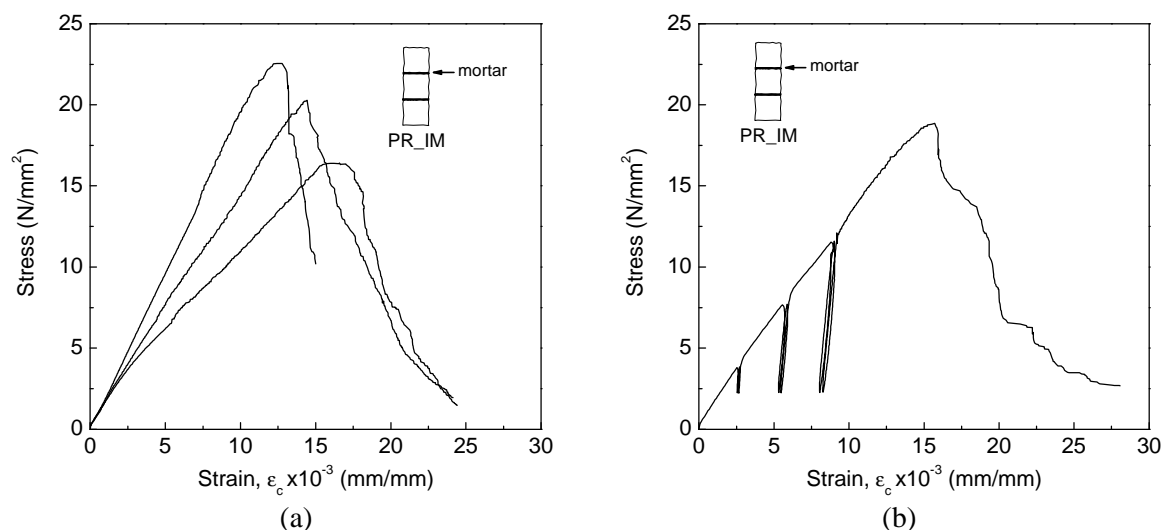 25
20
15
10
5
0
Stress (N/mm²)
mortar
PR_IM
0 5 10 15 20 25 30
Strain, ε_c x10⁻³ (mm/mm)
(a)
25
20
15
10
5
0
Stress (N/mm²)
mortar
PR_IM
0 5 10 15 20 25 30
Strain, ε_c x10⁻³ (mm/mm)
(b)